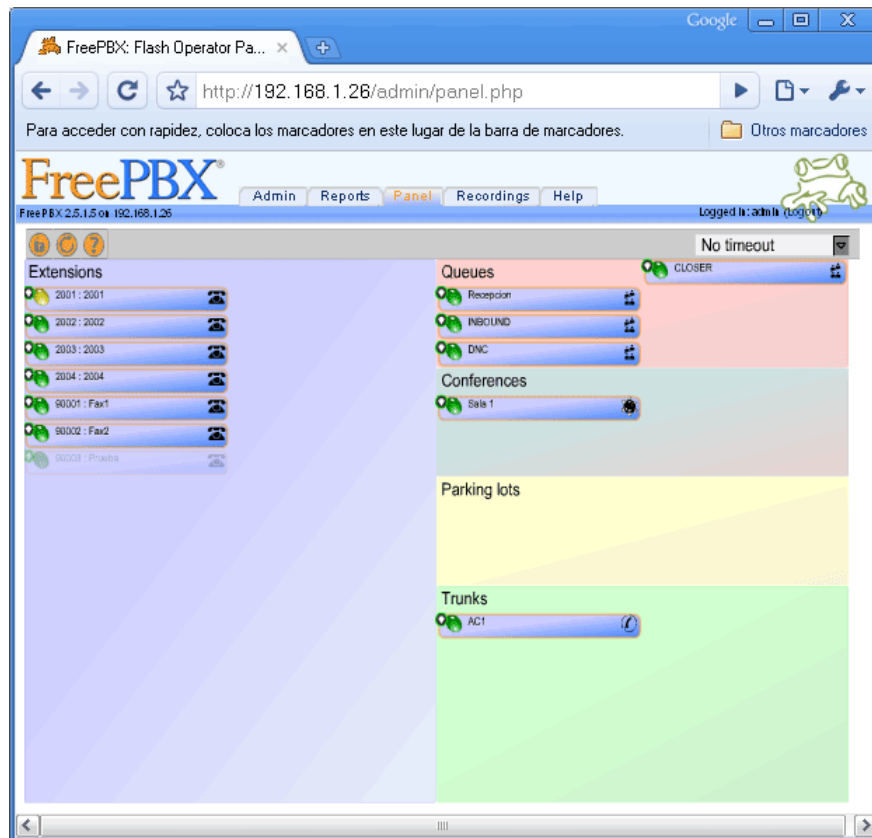 Google
FreePBX: Flash Operator Pa...
http://192.168.1.26/admin/panel.php
Para acceder con rapidez, coloca los marcadores en este lugar de la barra de marcadores.
Otros marcadores
FreePBX®
Admin Reports Panel Recordings Help
FreePBX 2.5.1.5 on 192.168.1.26
Logged in: admin (Logout)
No timeout
Extensions
2001 : 2001
2002 : 2002
2003 : 2003
2004 : 2004
90001 : Fax1
90002 : Fax2
90003 : Prueba
Queues
Recepcion
INBOUND
DNC
CLOSER
Conferences
Sala 1
Parking lots
Trunks
AC1